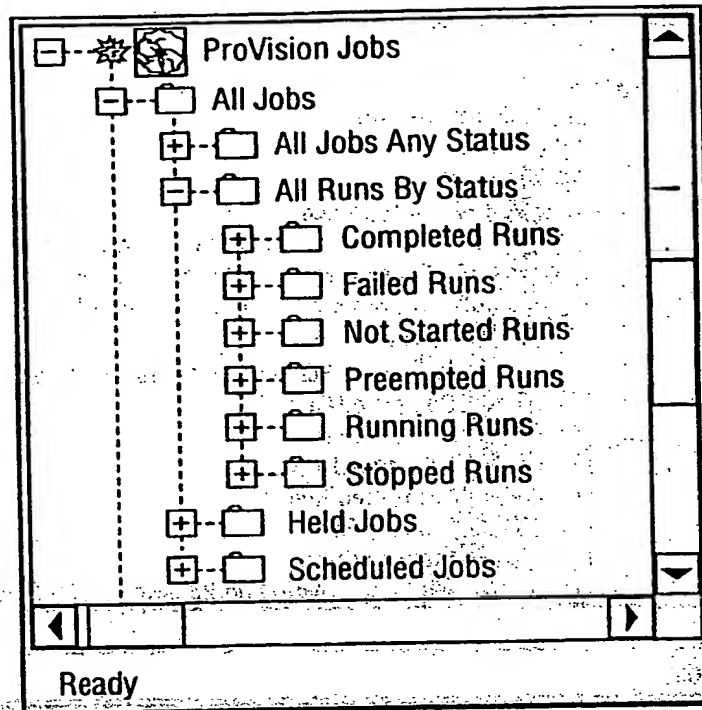 ProVision Jobs
All Jobs
All Jobs Any Status
All Runs By Status
Completed Runs
Failed Runs
Not Started Runs
Preempted Runs
Running Runs
Stopped Runs
Held Jobs
Scheduled Jobs
Ready